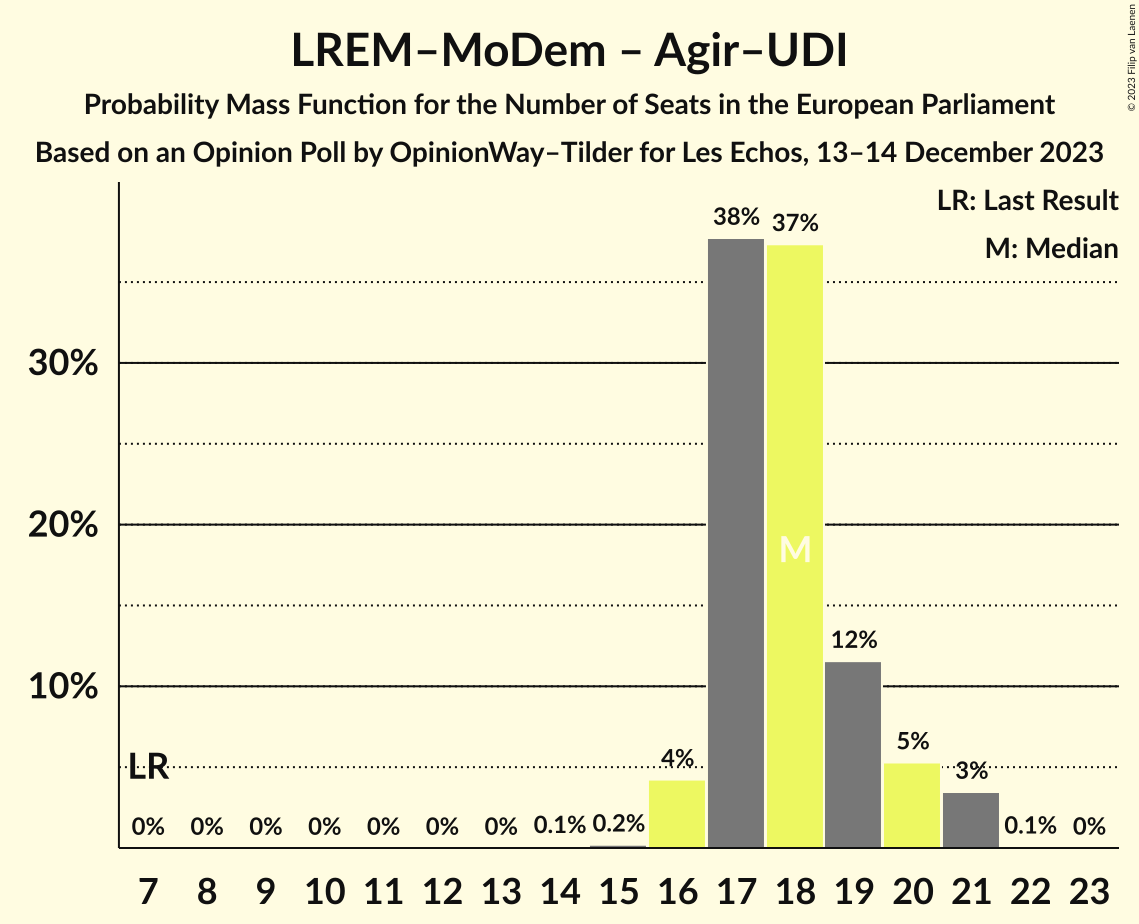 LREM–MoDem – Agir–UDI
Probability Mass Function for the Number of Seats in the European Parliament
Based on an Opinion Poll by OpinionWay–Tilder for Les Echos, 13–14 December 2023
© 2023 Filip van Laenen
LR: Last Result
M: Median
38%
37%
30%
20%
M
12%
10%
LR
4%
5%
3%
0% 0% 0% 0% 0% 0% 0% 0.1% 0.2% 0.1% 0%
7 8 9 10 11 12 13 14 15 16 17 18 19 20 21 22 23